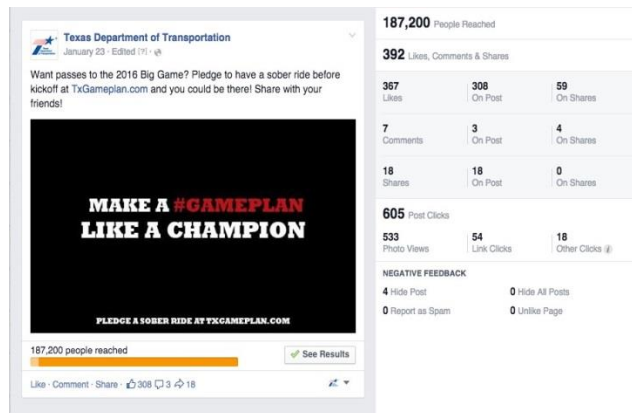 Texas Department of Transportation
January 23 · Edited [?] ·
Want passes to the 2016 Big Game? Pledge to have a sober ride before
kickoff at TxGameplan.com and you could be there! Share with your
friends!
MAKE A #GAMEPLAN
LIKE A CHAMPION
PLEDGE A SOBER RIDE AT TXGAMEPLAN.COM
187,200 people reached
See Results
Like · Comment · Share · 308 3 18
187,200 People Reached
392 Likes, Comments & Shares
367 308 59
Likes On Post On Shares
7 3 4
Comments On Post On Shares
18 18 0
Shares On Post On Shares
605 Post Clicks
533 54 18
Photo Views Link Clicks Other Clicks i
NEGATIVE FEEDBACK
4 Hide Post 0 Hide All Posts
0 Report as Spam 0 Unlike Page